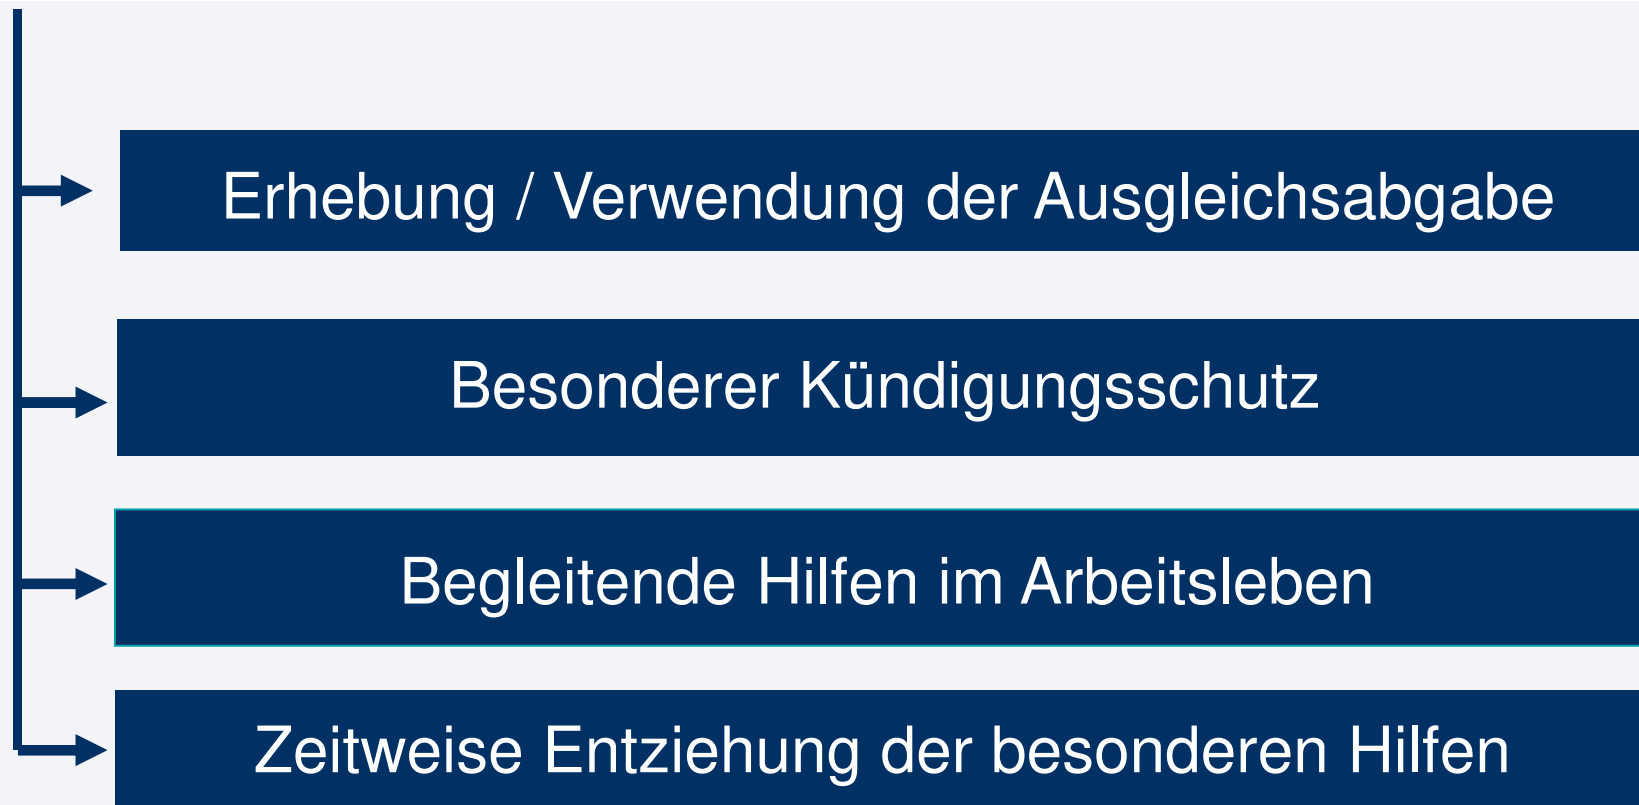 Erhebung / Verwendung der Ausgleichsabgabe
Besonderer Kündigungsschutz
Begleitende Hilfen im Arbeitsleben
Zeitweise Entziehung der besonderen Hilfen